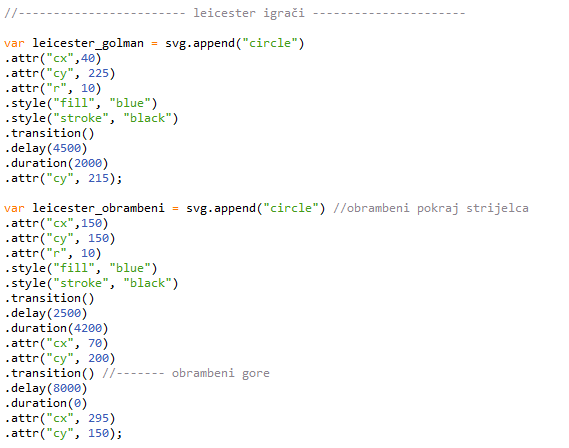 //------------------------ leicester igrači ----------------------
var leicester_golman = svg.append("circle")
.attr("cx",40)
.attr("cy", 225)
.attr("r", 10)
.style("fill", "blue")
.style("stroke", "black")
.transition()
.delay(4500)
.duration(2000)
.attr("cy", 215);
var leicester_obrambeni = svg.append("circle") //obrambeni pokraj strijelca
.attr("cx",150)
.attr("cy", 150)
.attr("r", 10)
.style("fill", "blue")
.style("stroke", "black")
.transition()
.delay(2500)
.duration(4200)
.attr("cx", 70)
.attr("cy", 200)
.transition() //------- obrambeni gore
.delay(8000)
.duration(0)
.attr("cx", 295)
.attr("cy", 150);